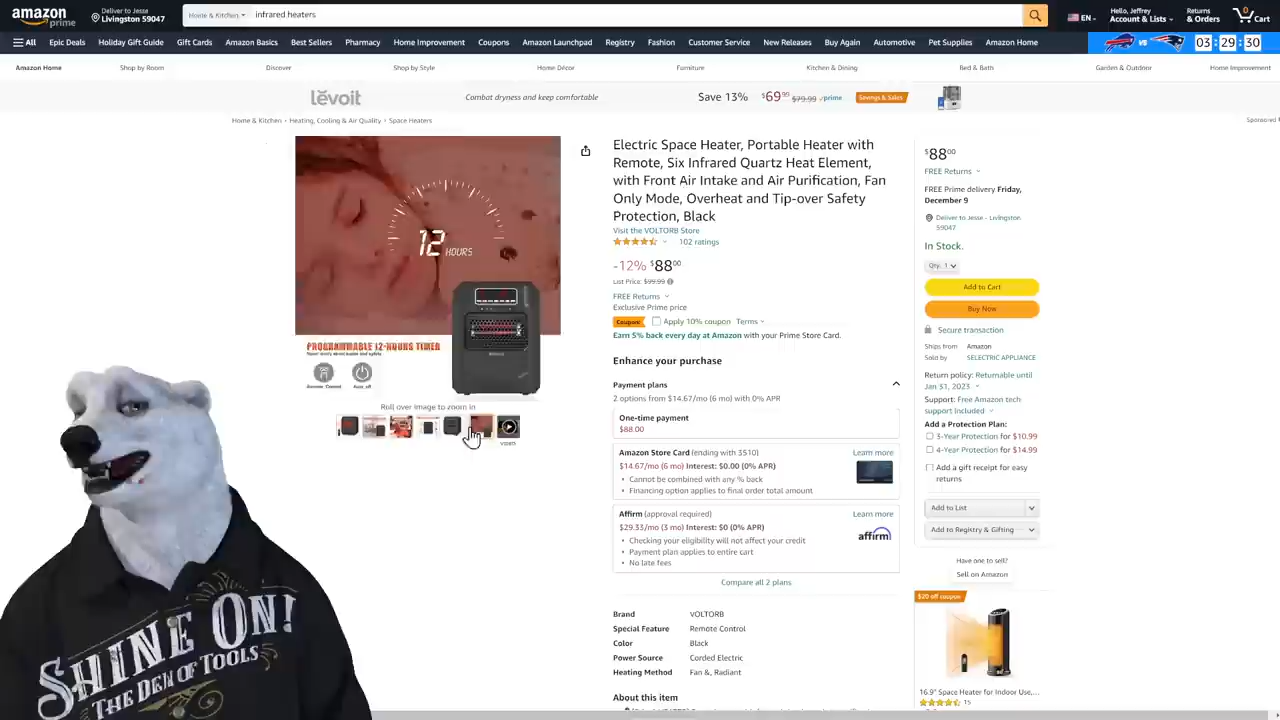 amazon
prime
Deliver to Jesse
Livingston 59047
Home & Kitchen
infrared heaters
EN
Hello, Jeffrey
Account & Lists
Returns
& Orders
0
Cart
All
Epic Deals
Holiday Gift Guide
Gift Cards
Amazon Basics
Best Sellers
Pharmacy
Home Improvement
Coupons
Amazon Launchpad
Registry
Fashion
Customer Service
New Releases
Buy Again
Automotive
Pet Supplies
Amazon Home
03 : 29 : 30
Amazon Home
Shop by Room
Discover
Shop by Style
Home Décor
Furniture
Kitchen & Dining
Bed & Bath
Garden & Outdoor
Home Improvement
levoit
Combat dryness and keep comfortable
Save 13%
$69.99 $79.99 prime
Savings & Sales
Sponsored
Home & Kitchen › Heating, Cooling & Air Quality › Space Heaters
12 HOURS
PROGRAMMABLE 12-HOURS TIMER
Roll over image to zoom in
VIDEO
Electric Space Heater, Portable Heater with
Remote, Six Infrared Quartz Heat Element,
with Front Air Intake and Air Purification, Fan
Only Mode, Overheat and Tip-over Safety
Protection, Black
Visit the VOLTORB Store
102 ratings
-12% $88.00
List Price: $99.99
FREE Returns
Exclusive Prime price
Coupon Apply 10% coupon Terms
Earn 5% back every day at Amazon with your Prime Store Card.
Enhance your purchase
Payment plans
2 options from $14.67/mo (6 mo) with 0% APR
One-time payment
$88.00
Amazon Store Card (ending with 3510)
Learn more
$14.67/mo (6 mo) Interest: $0.00 (0% APR)
• Cannot be combined with any % back
• Financing option applies to final order total amount
Affirm (approval required)
Learn more
$29.33/mo (3 mo) Interest: $0 (0% APR)
• Checking your eligibility will not affect your credit
• Payment plan applies to entire cart
• No late fees
affirm
Compare all 2 plans
Brand VOLTORB
Special Feature Remote Control
Color Black
Power Source Corded Electric
Heating Method Fan &, Radiant
About this item
$88.00
FREE Returns
FREE Prime delivery Friday,
December 9
Deliver to Jesse - Livingston
59047
In Stock.
Qty: 1
Add to Cart
Buy Now
Secure transaction
Ships from Amazon
Sold by SELECTRIC APPLIANCE
Return policy: Returnable until
Jan 31, 2023
Support: Free Amazon tech
support included
Add a Protection Plan:
3-Year Protection for $10.99
4-Year Protection for $14.99
Add a gift receipt for easy
returns
Add to List
Add to Registry & Gifting
Have one to sell?
Sell on Amazon
$20 off coupon
16.9" Space Heater for Indoor Use,...
15
SHINE ON!
TOOLS